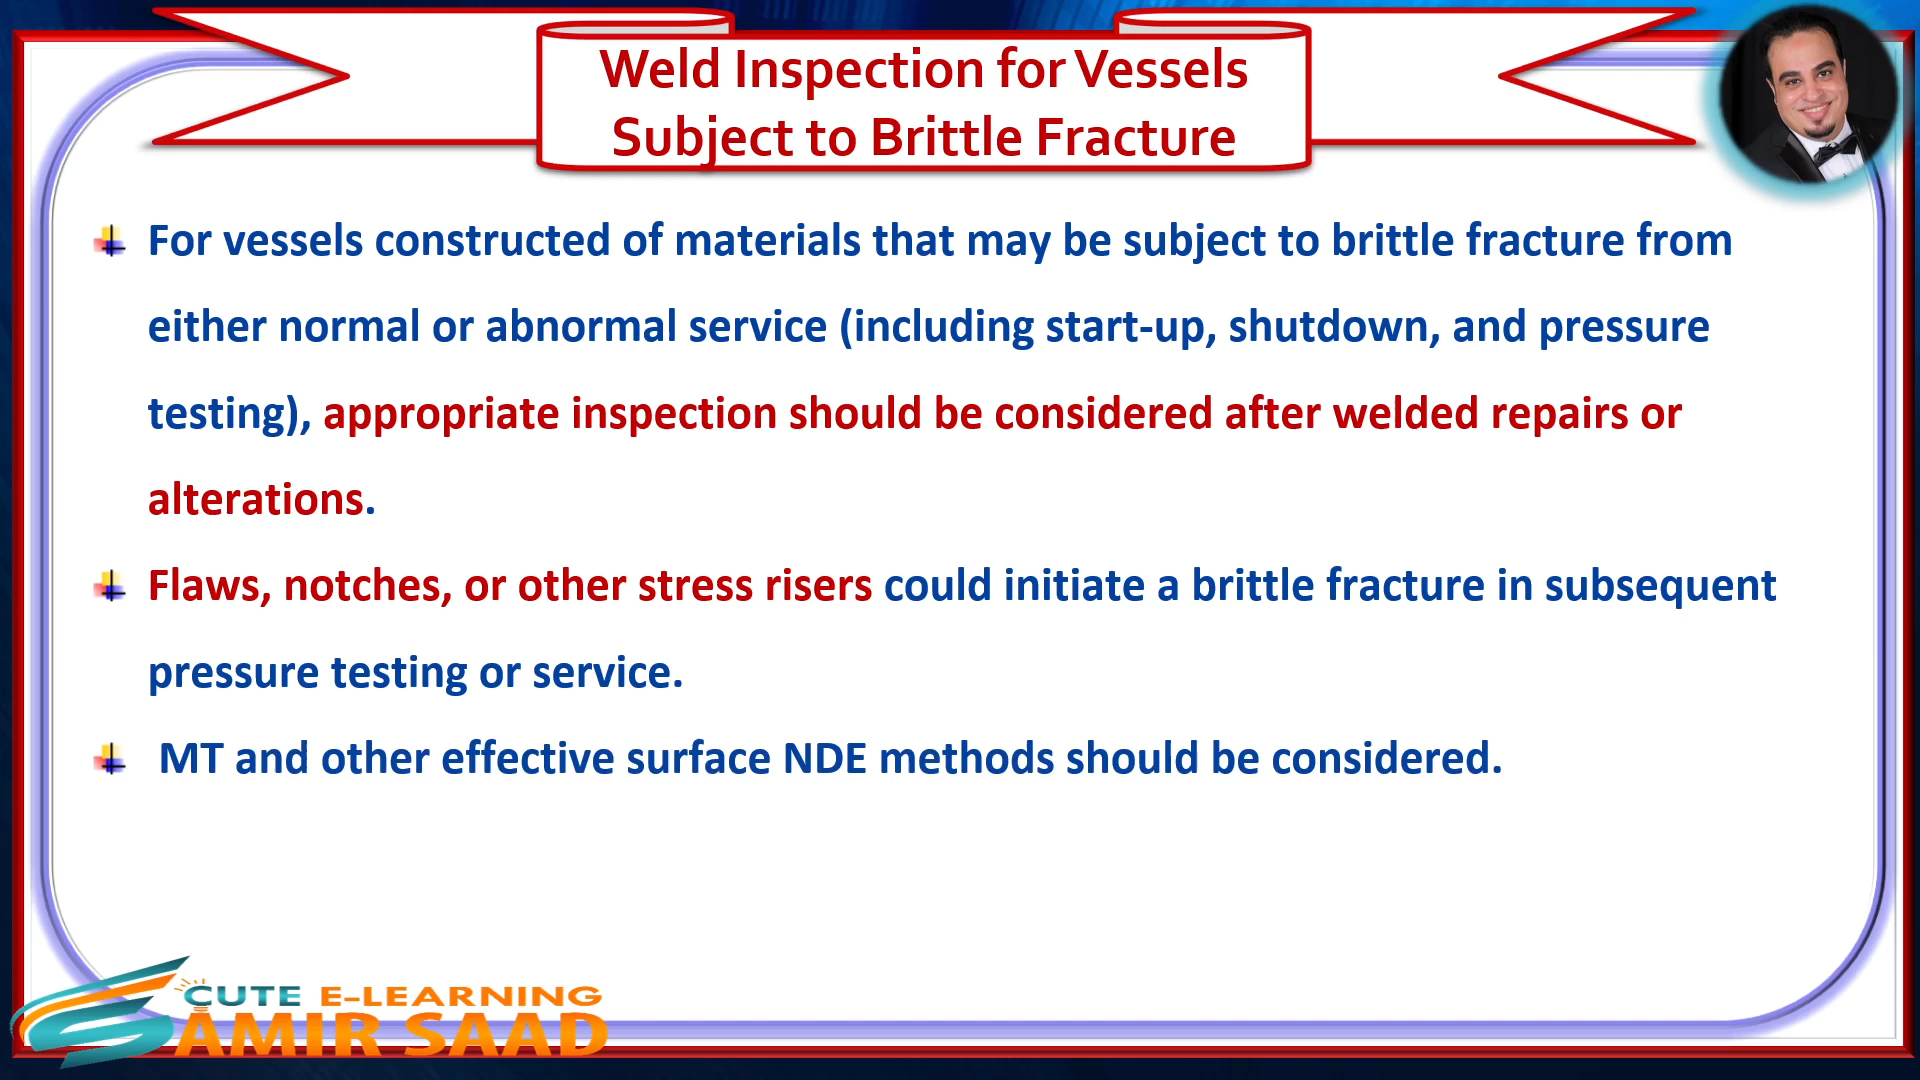 Weld Inspection for Vessels
Subject to Brittle Fracture
For vessels constructed of materials that may be subject to brittle fracture from
either normal or abnormal service (including start-up, shutdown, and pressure
testing), appropriate inspection should be considered after welded repairs or
alterations.
Flaws, notches, or other stress risers could initiate a brittle fracture in subsequent
pressure testing or service.
MT and other effective surface NDE methods should be considered.
CUTE E-LEARNING
AMIR SAAD